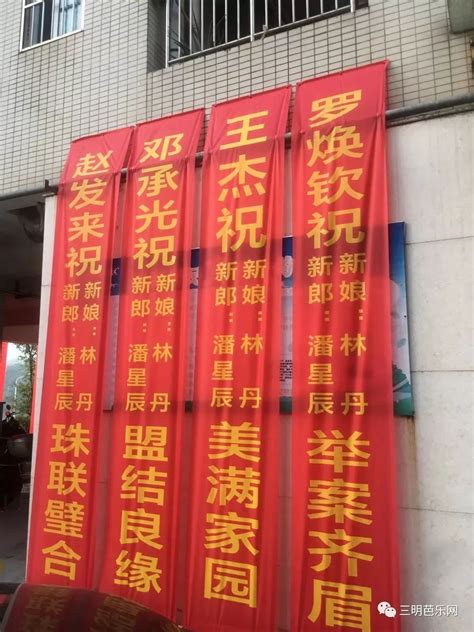 赵发来祝
新郎：潘星辰
新娘：林丹
珠联璧合
邓承光祝
新郎：潘星辰
新娘：林丹
盟结良缘
王杰祝
新郎：潘星辰
新娘：林丹
美满家园
罗焕钦祝
新郎：潘星辰
新娘：林丹
举案齐眉
三明芭乐网